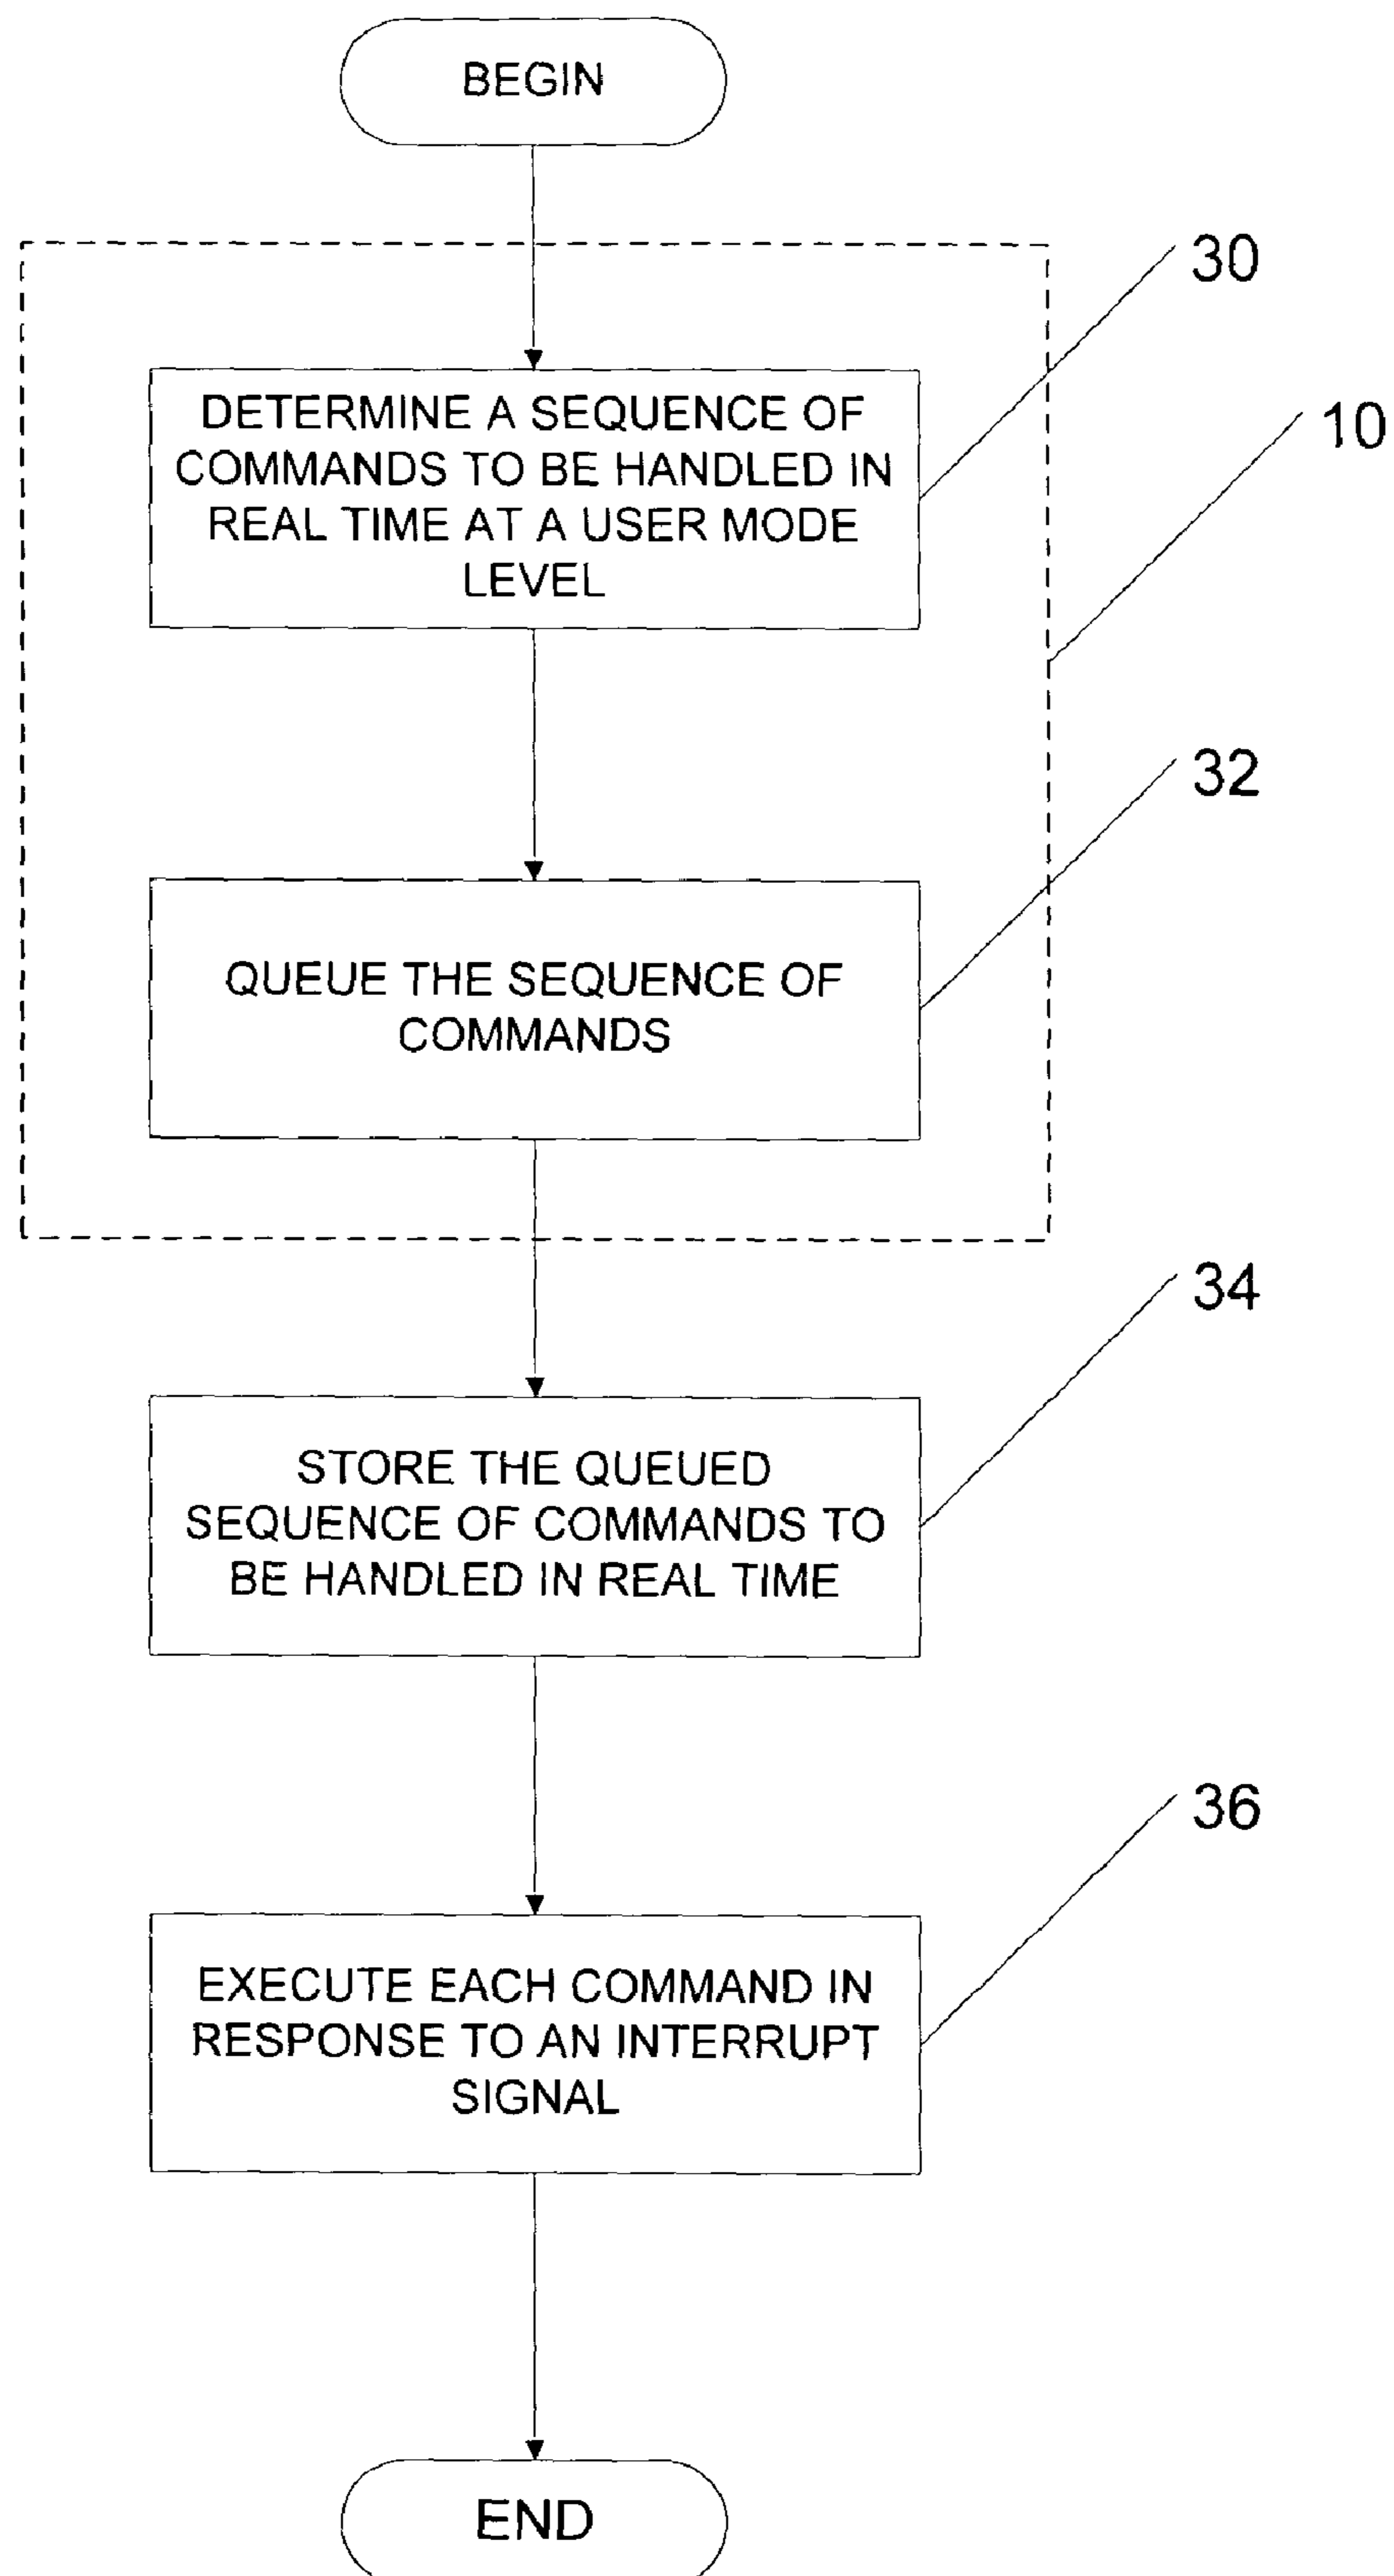 BEGIN
30
DETERMINE A SEQUENCE OF
COMMANDS TO BE HANDLED IN
REAL TIME AT A USER MODE
LEVEL
10
32
QUEUE THE SEQUENCE OF
COMMANDS
34
STORE THE QUEUED
SEQUENCE OF COMMANDS TO
BE HANDLED IN REAL TIME
36
EXECUTE EACH COMMAND IN
RESPONSE TO AN INTERRUPT
SIGNAL
END